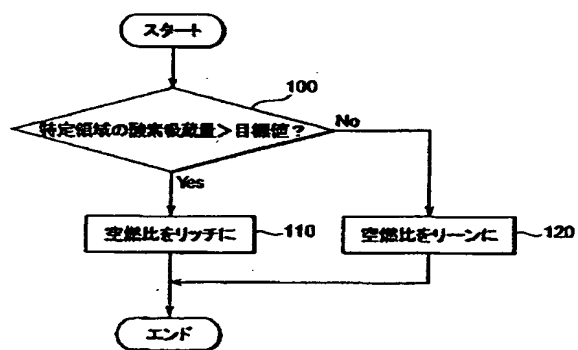 スタート
100
特定領域の酸素吸蔵量＞目標値？
No
Yes
空燃比をリッチに
110
空燃比をリーンに
120
エンド